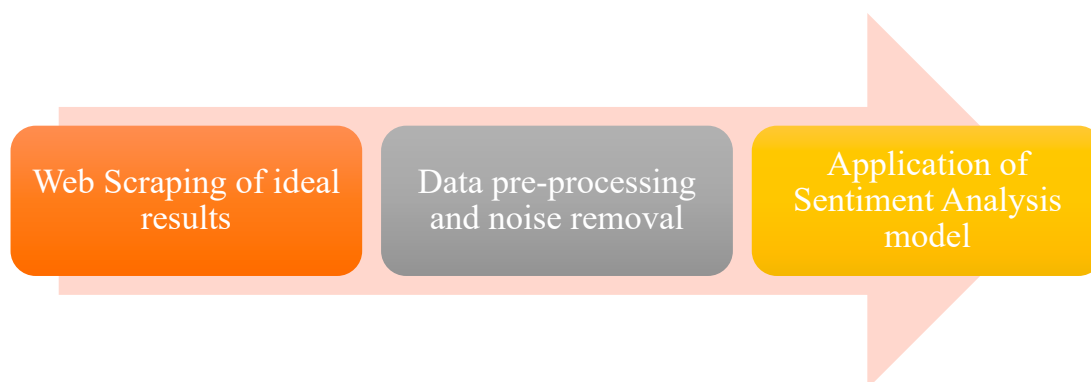 Web Scraping of ideal
results
Data pre-processing
and noise removal
Application of
Sentiment Analysis
model